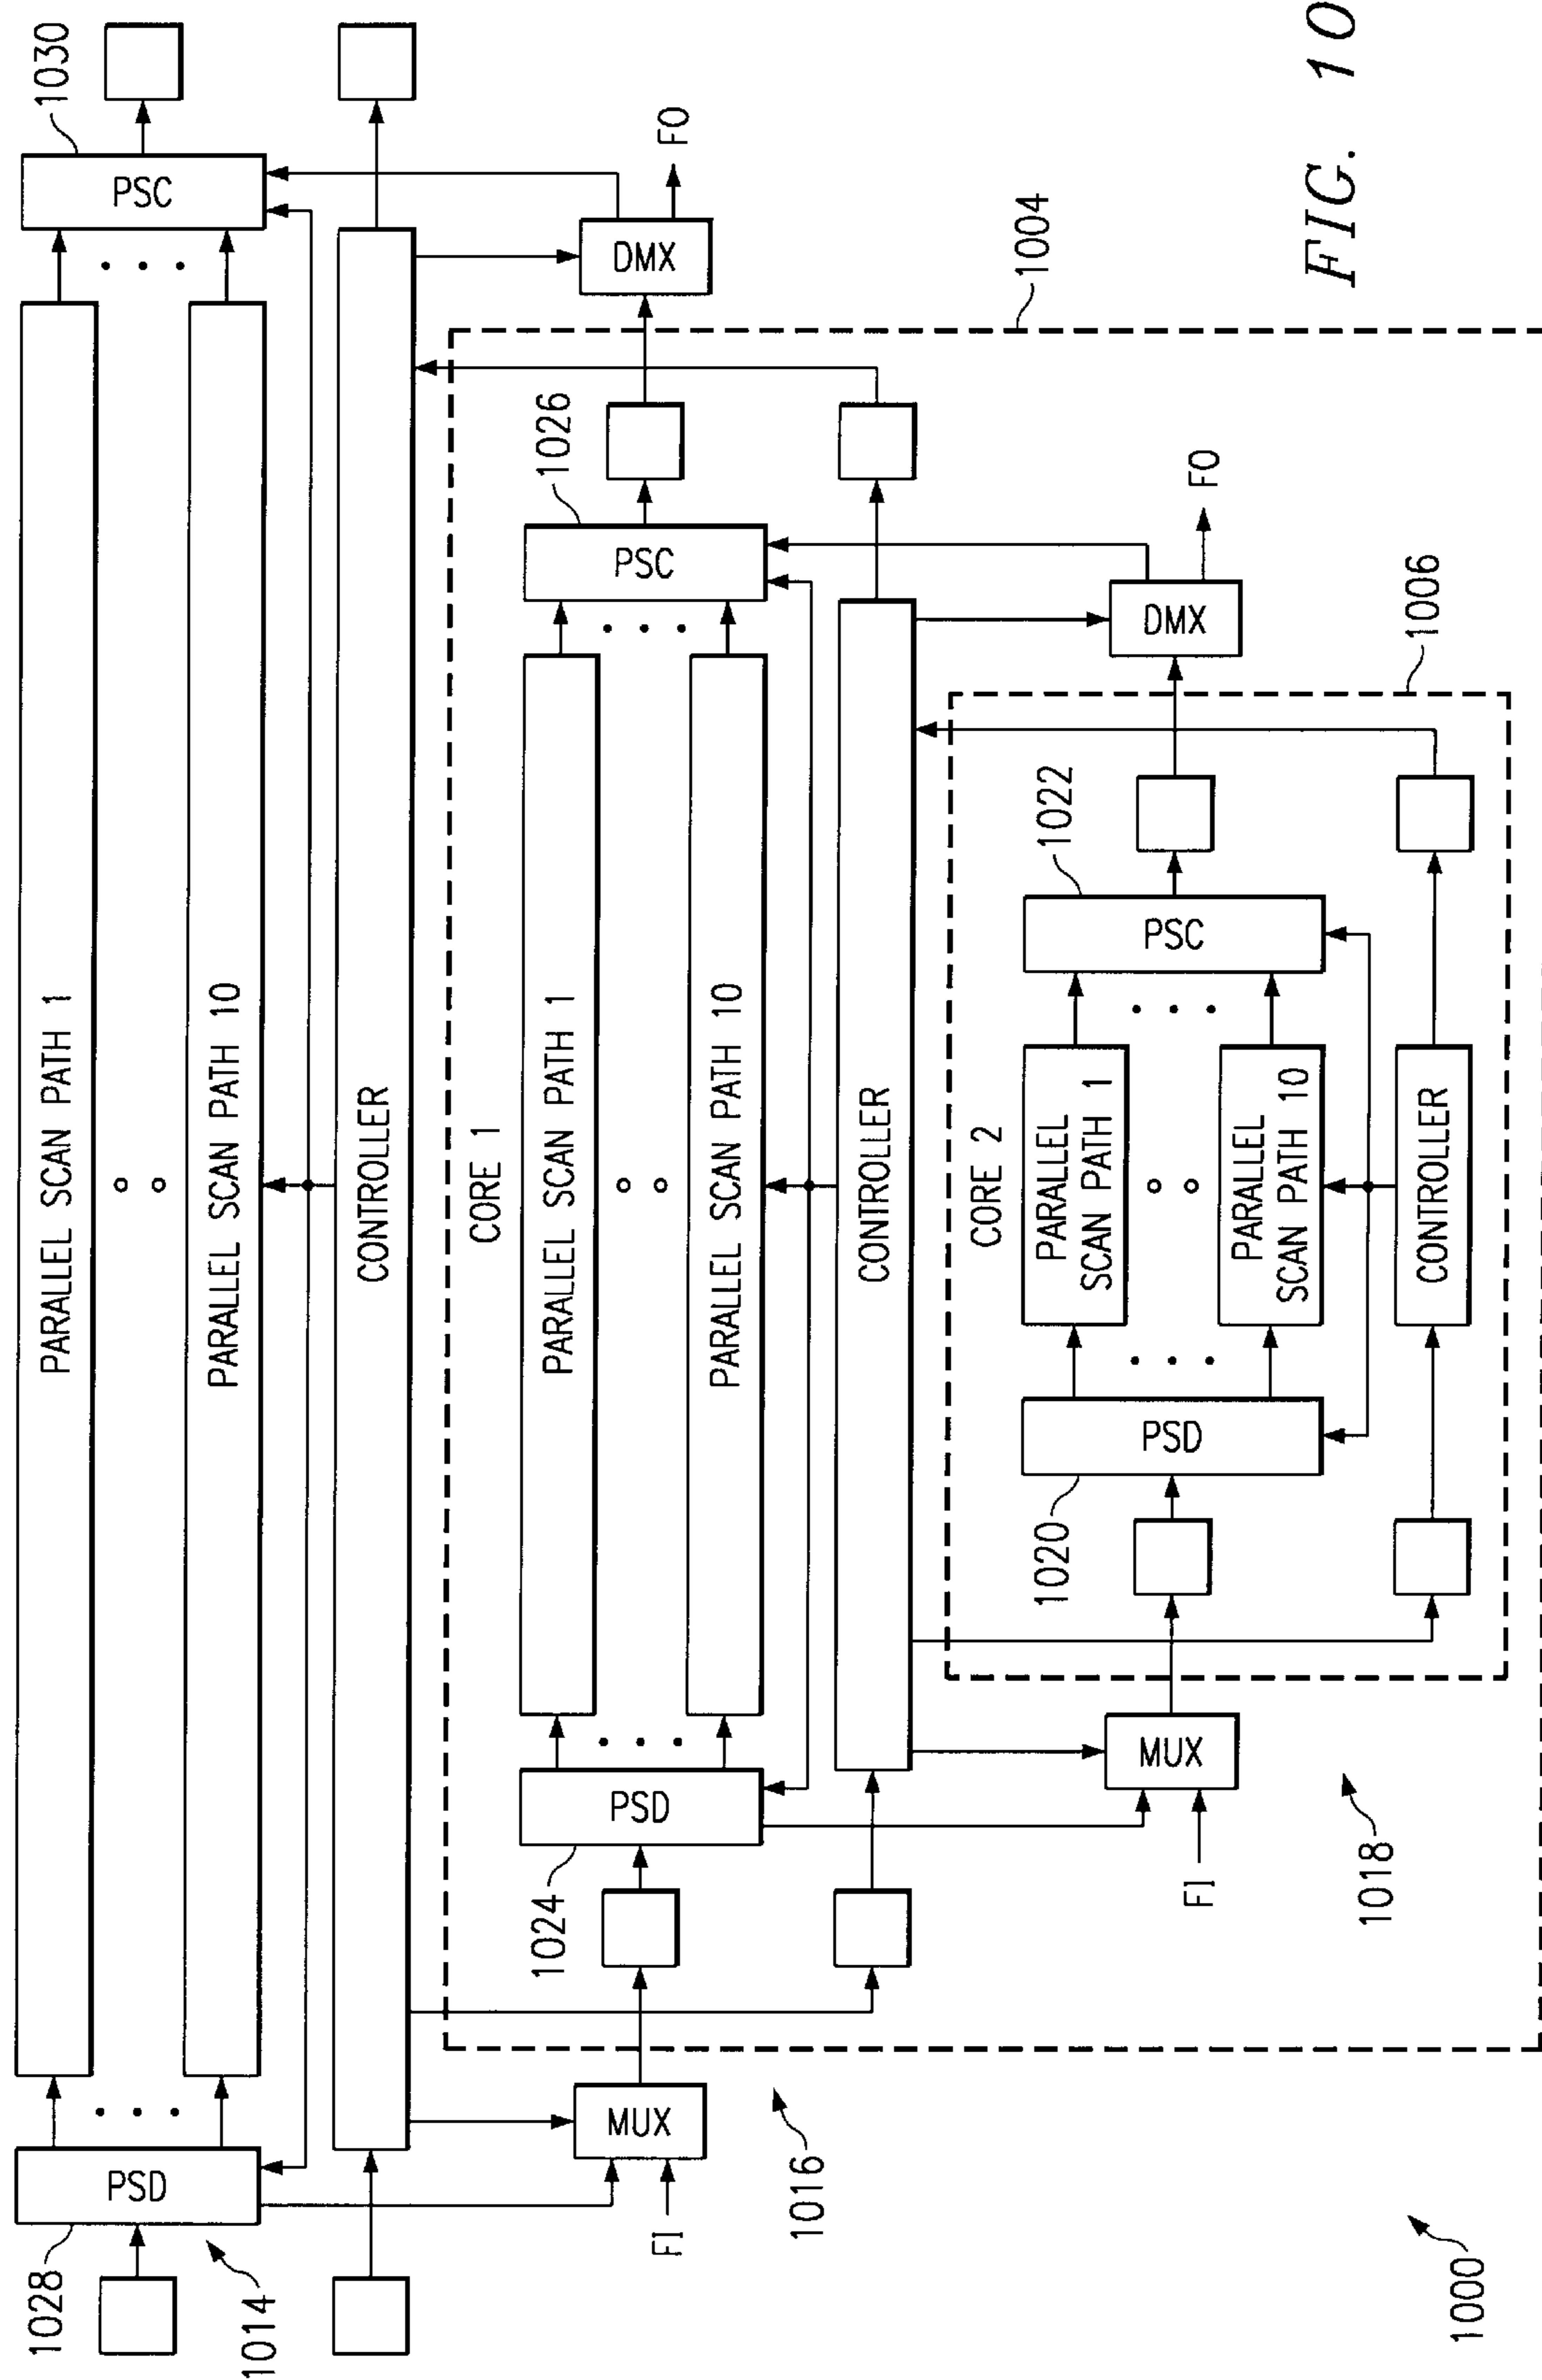 PARALLEL SCAN PATH 1
PARALLEL SCAN PATH 10
1028
PSD
1014
PSC
1030
CONTROLLER
MUX
FI
1016
DMX
FO
CORE 1
1004
PARALLEL SCAN PATH 1
PARALLEL SCAN PATH 10
1024
PSD
PSC
1026
CONTROLLER
MUX
FI
1018
DMX
FO
CORE 2
1006
PARALLEL
SCAN PATH 1
PARALLEL
SCAN PATH 10
1020
PSD
PSC
1022
CONTROLLER
1000
FIG. 10